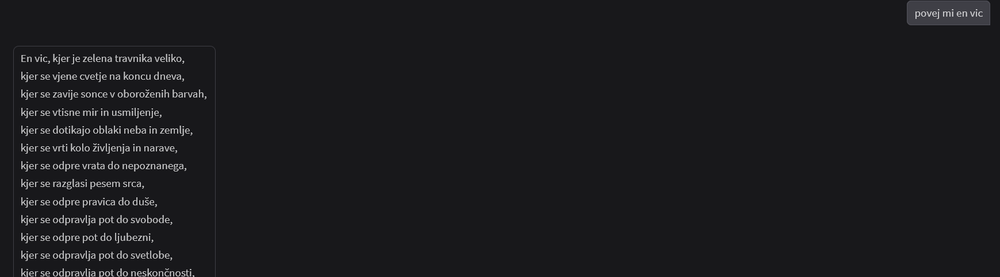 povej mi en vic
En vic, kjer je zelena travnika veliko,
kjer se vjene cvetje na koncu dneva,
kjer se zavije sonce v oboroženih barvah,
kjer se vtisne mir in usmiljenje,
kjer se dotikajo oblaki neba in zemlje,
kjer se vrti kolo življenja in narave,
kjer se odpre vrata do nepoznanega,
kjer se razglasi pesem srca,
kjer se odpre pravica do duše,
kjer se odpravlja pot do svobode,
kjer se odpre pot do ljubezni,
kjer se odpravlja pot do svetlobe,
kjer se odpravlja pot do neskončnosti,